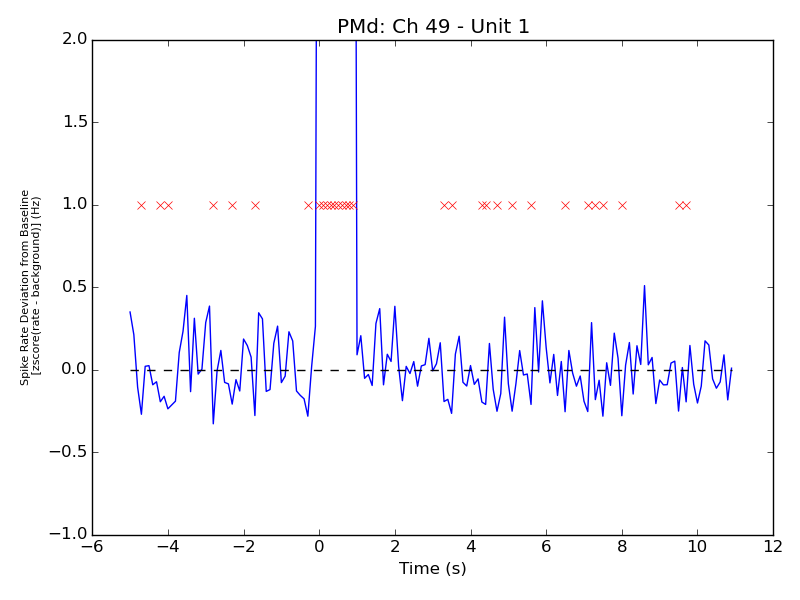 PMd: Ch 49 - Unit 1
2.0
1.5
1.0
0.5
0.0
−0.5
−1.0
Spike Rate Deviation from Baseline
[zscore(rate - background)] (Hz)
−6 −4 −2 0 2 4 6 8 10 12
Time (s)